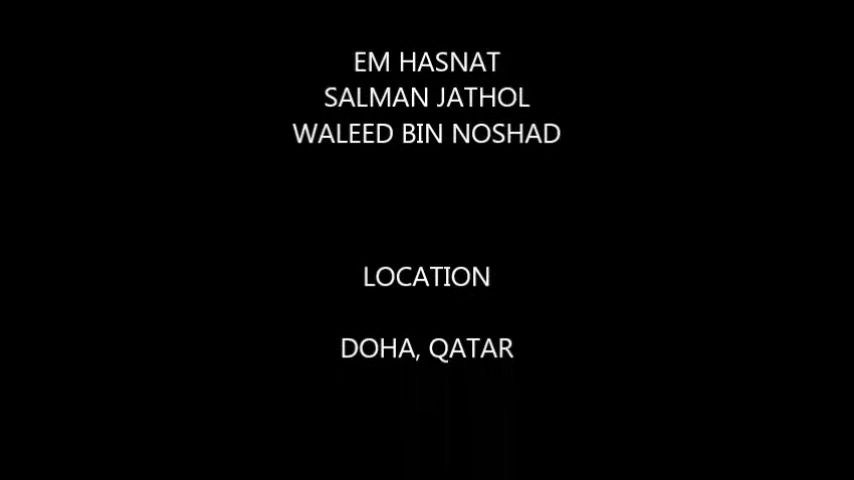 EM HASNAT
SALMAN JATHOL
WALEED BIN NOSHAD
LOCATION
DOHA, QATAR